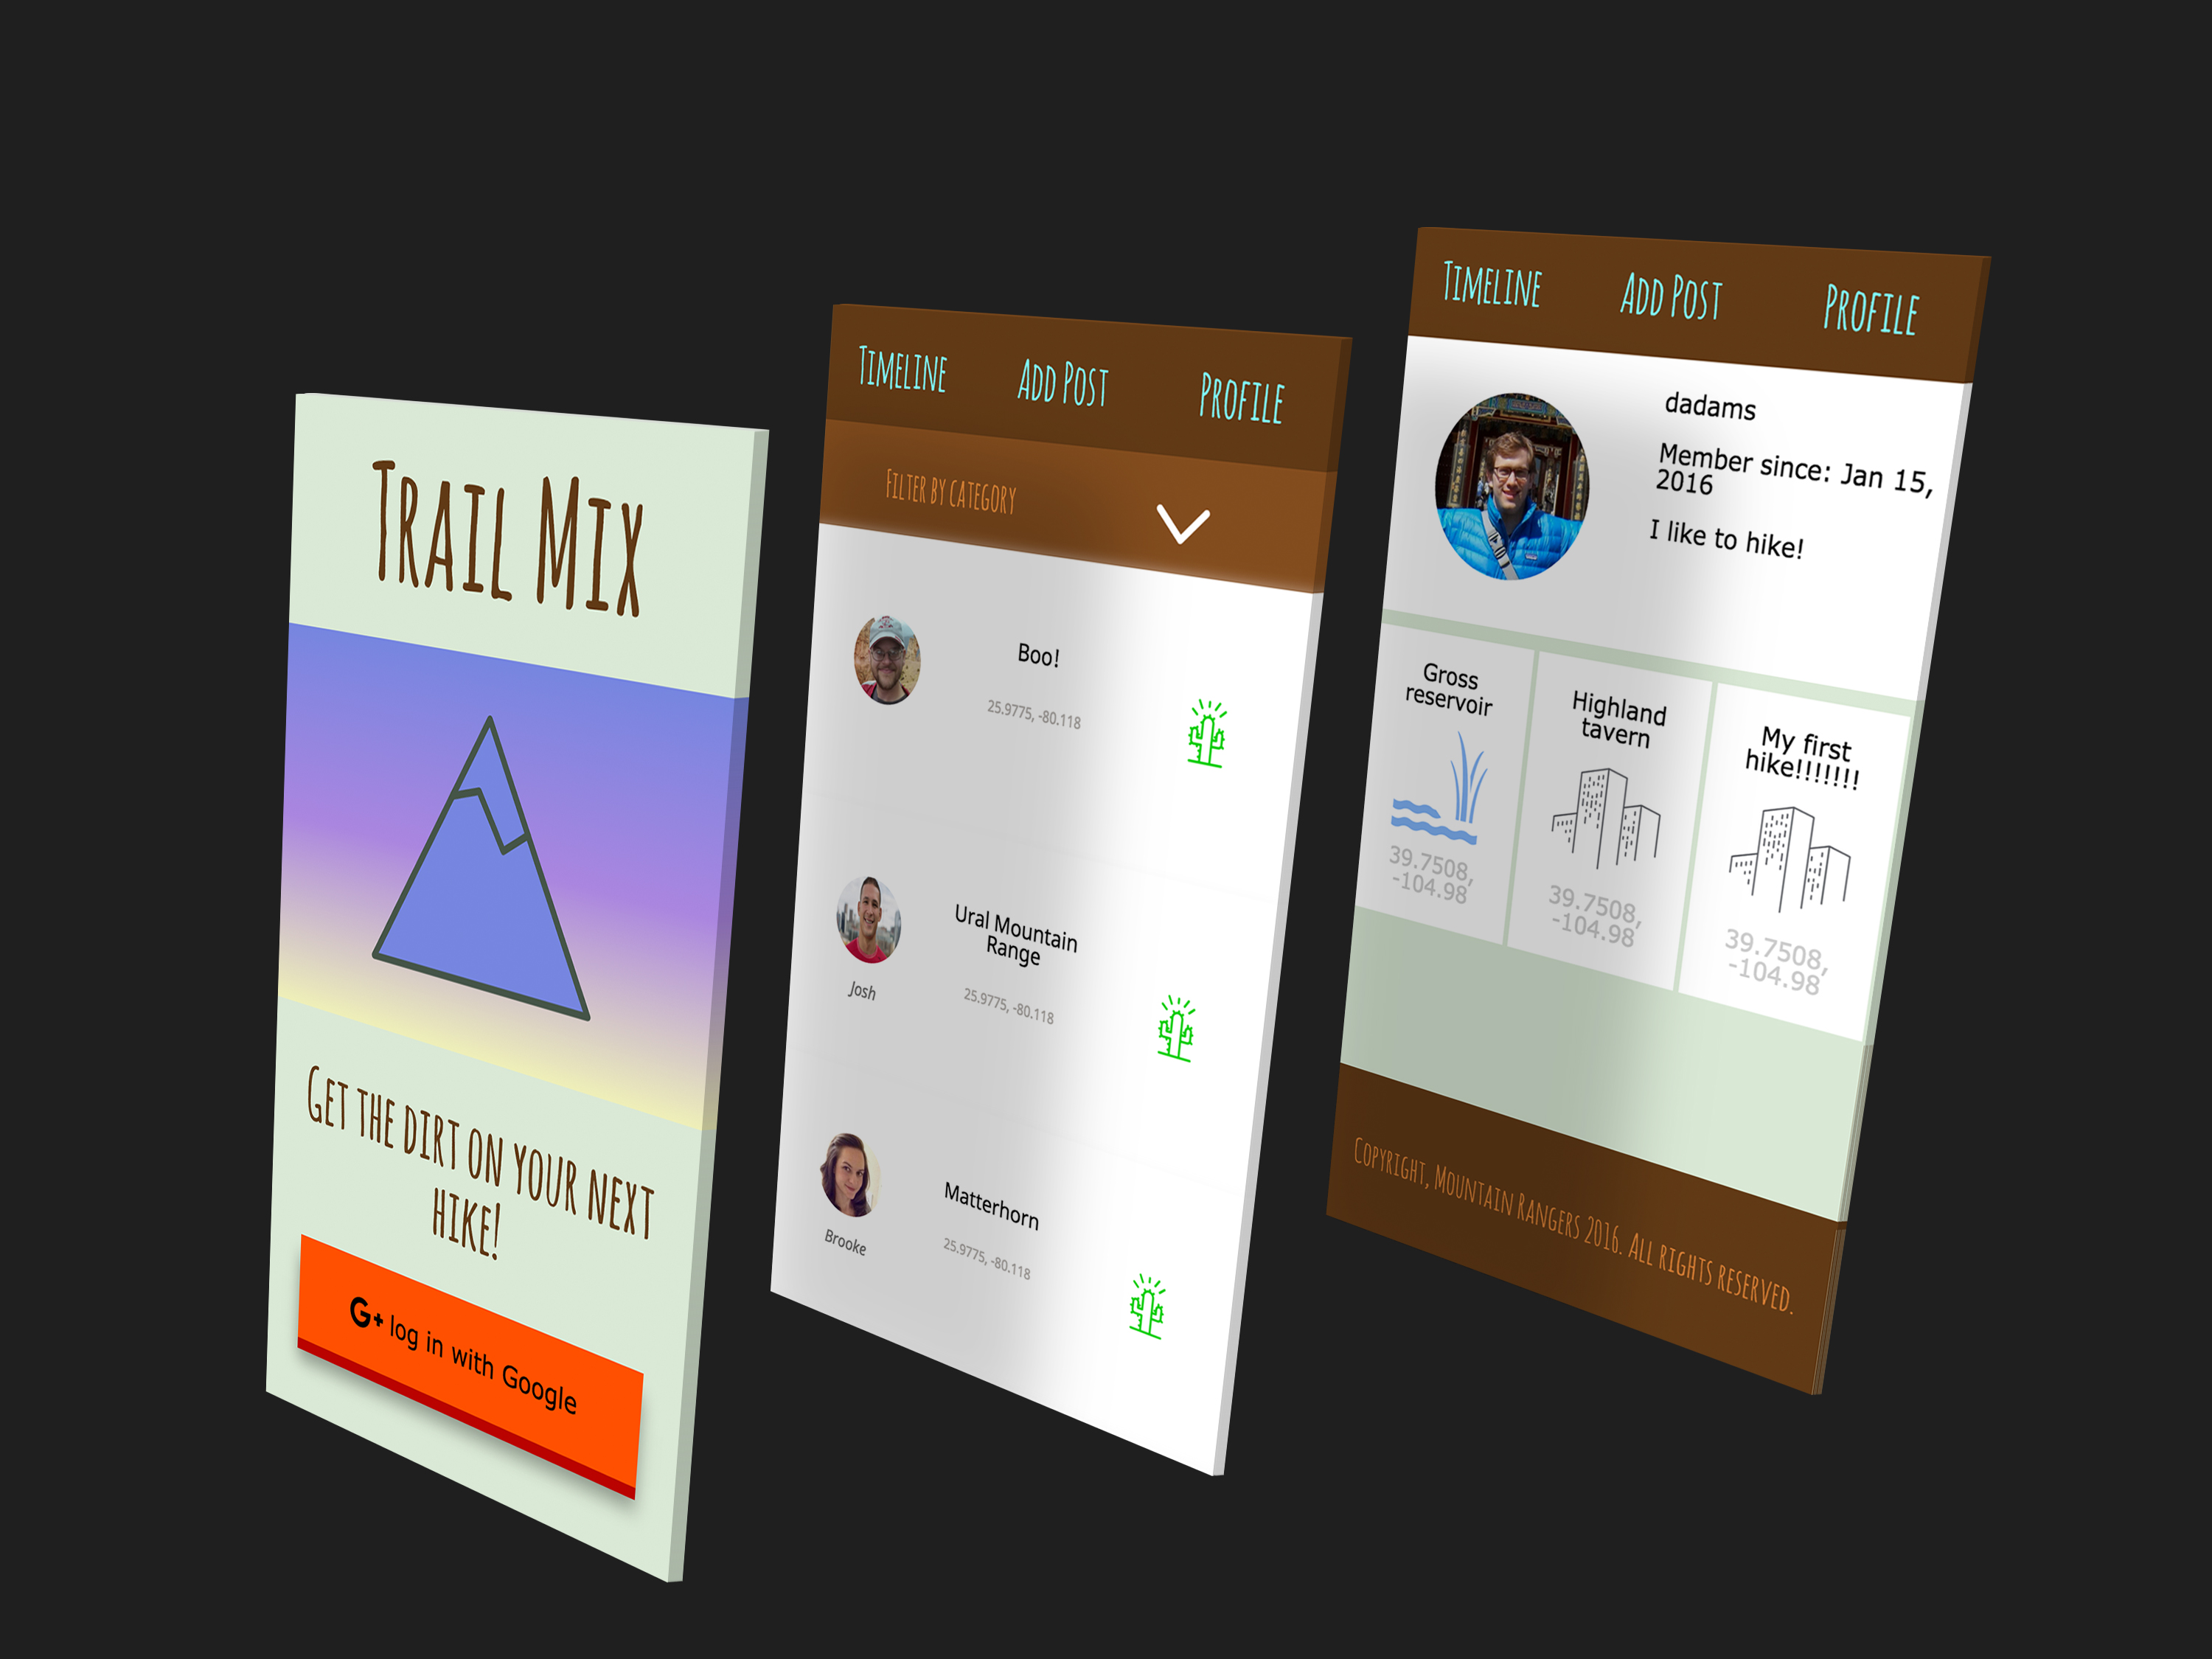 Trail Mix
Get the dirt on your next
hike!
G+ log in with Google
Timeline Add Post Profile
Filter by category
Boo!
25.9775, -80.118
Ural Mountain
Range
Josh
25.9775, -80.118
Matterhorn
Brooke
25.9775, -80.118
Timeline Add Post Profile
dadams
Member since: Jan 15,
2016
I like to hike!
Gross
reservoir
39.7508,
-104.98
Highland
tavern
39.7508,
-104.98
My first
hike!!!!!!!
39.7508,
-104.98
Copyright, Mountain Rangers 2016. All rights reserved.